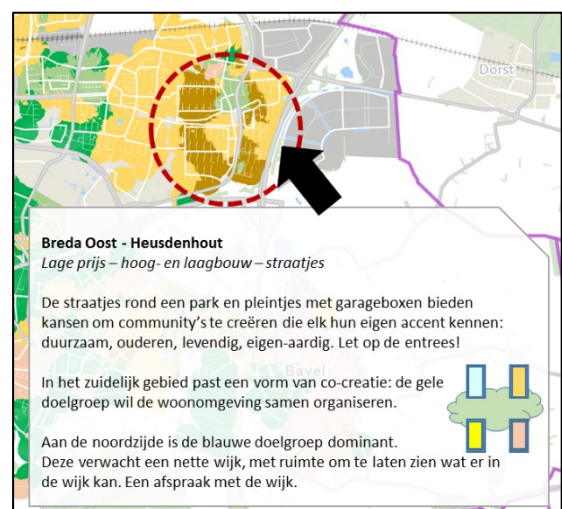 Dorst
Breda Oost - Heusdenhout
Lage prijs – hoog- en laagbouw – straatjes
De straatjes rond een park en pleintjes met garageboxen bieden
kansen om community's te creëren die elk hun eigen accent kennen:
duurzaam, ouderen, levendig, eigen-aardig. Let op de entrees!
Bavel
In het zuidelijk gebied past een vorm van co-creatie: de gele
doelgroep wil de woonomgeving samen organiseren.
Aan de noordzijde is de blauwe doelgroep dominant.
Deze verwacht een nette wijk, met ruimte om te laten zien wat er in
de wijk kan. Een afspraak met de wijk.